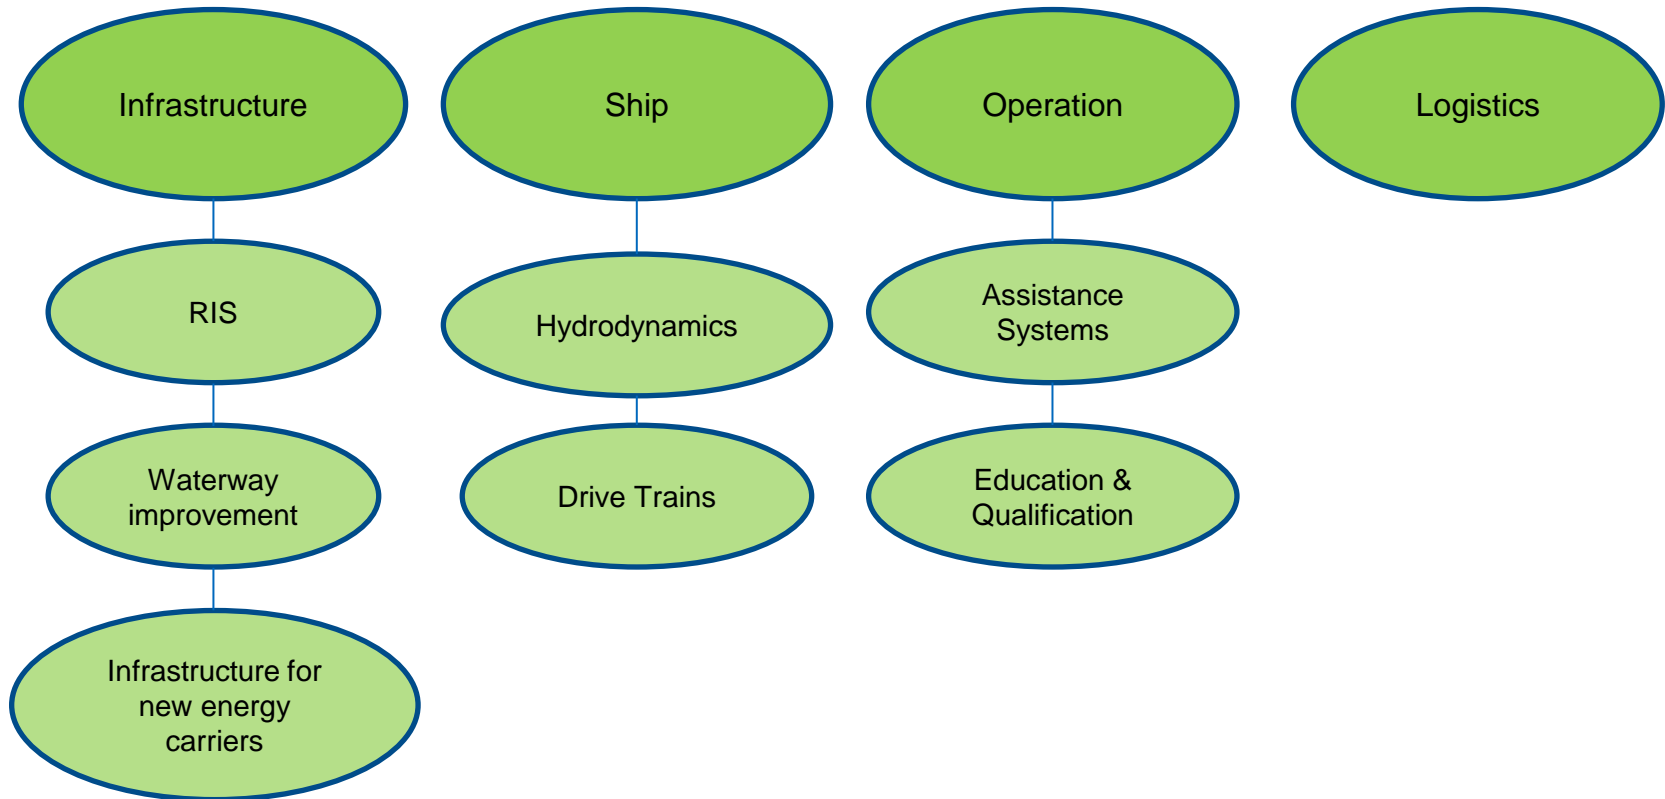 Infrastructure
Ship
Operation
Logistics
RIS
Hydrodynamics
Assistance
Systems
Waterway
improvement
Drive Trains
Education &
Qualification
Infrastructure for
new energy
carriers